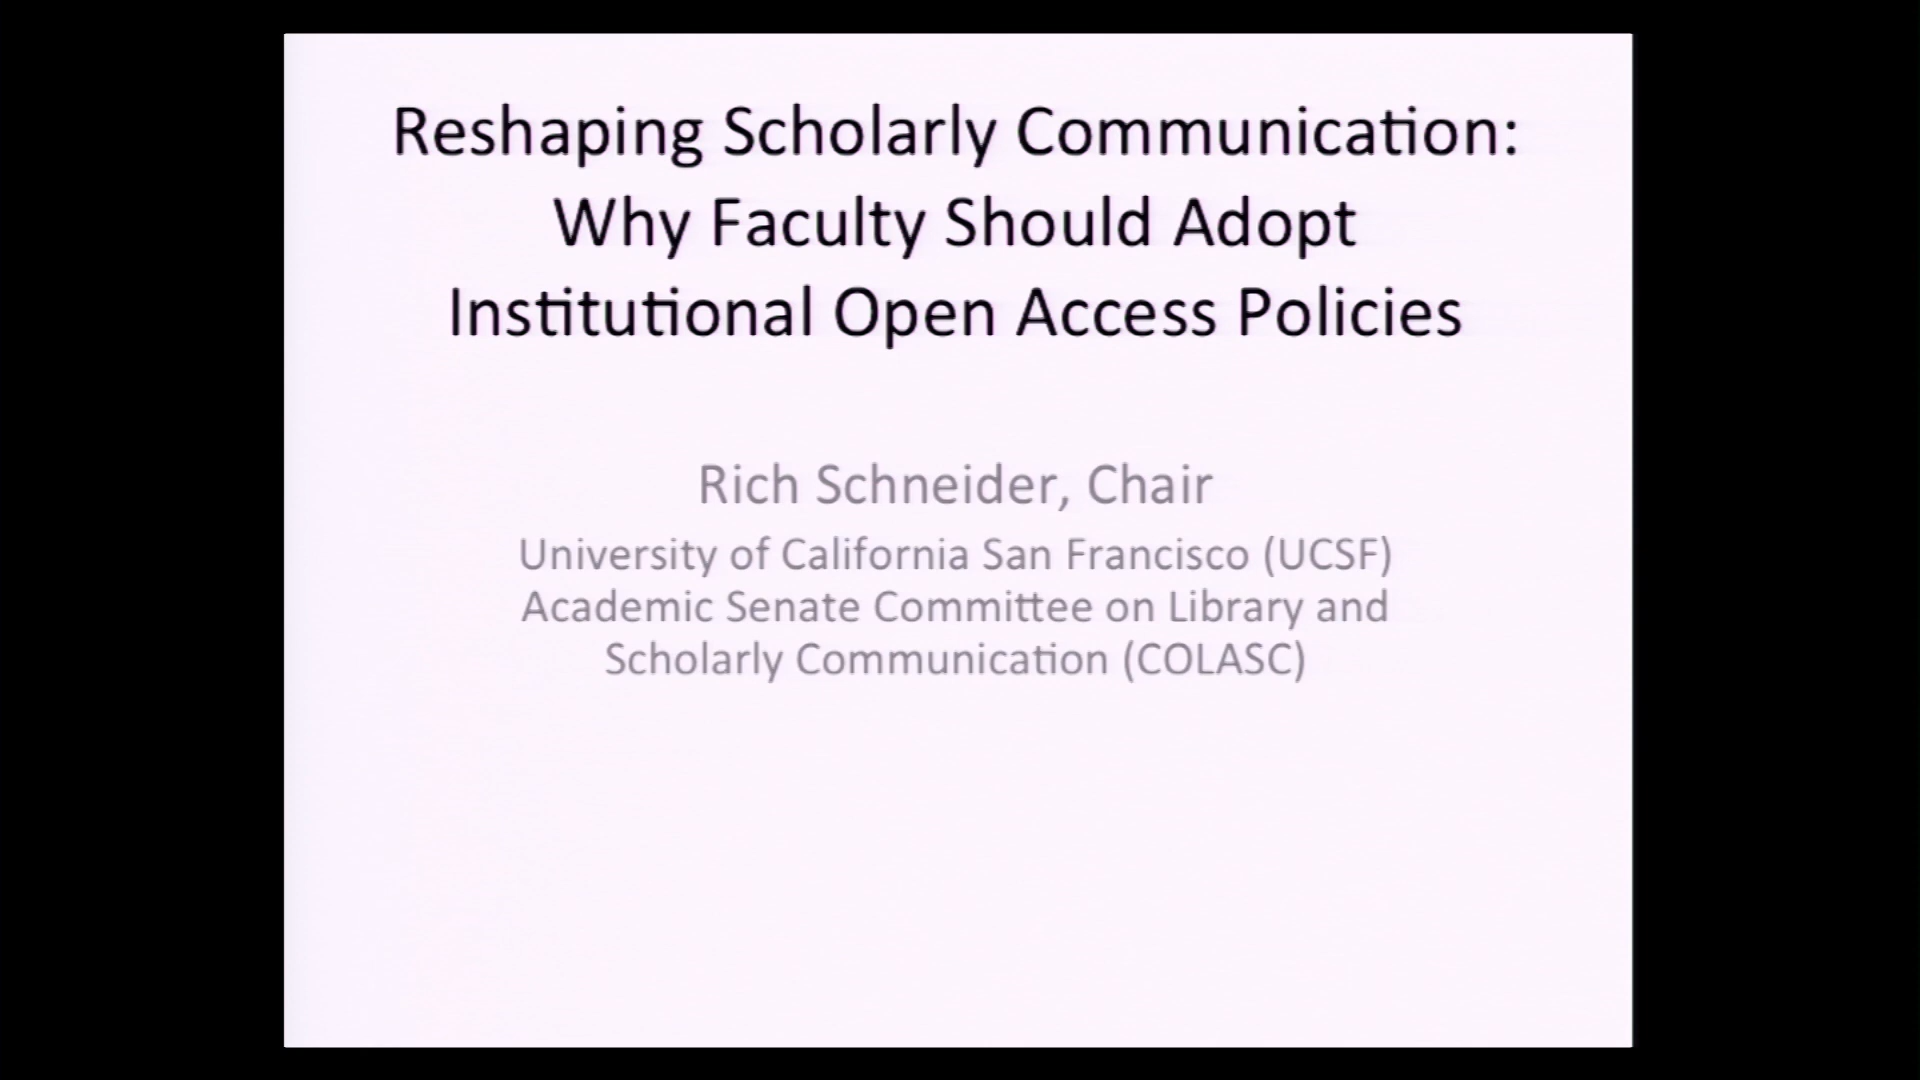 Reshaping Scholarly Communication:
Why Faculty Should Adopt
Institutional Open Access Policies
Rich Schneider, Chair
University of California San Francisco (UCSF)
Academic Senate Committee on Library and
Scholarly Communication (COLASC)